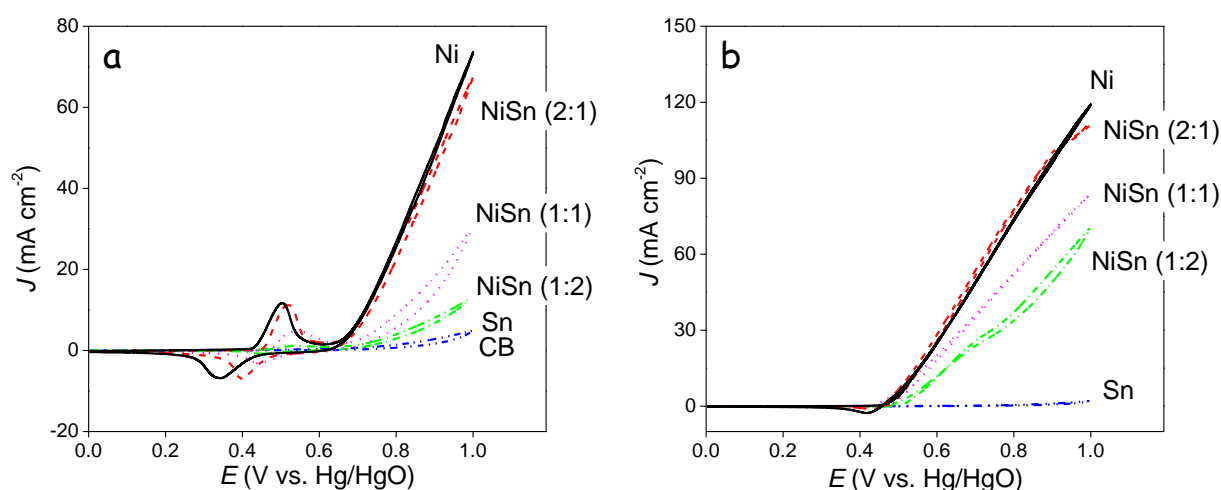 a
80
60
40
20
0
-20
J (mA cm⁻²)
0.0 0.2 0.4 0.6 0.8 1.0
E (V vs. Hg/HgO)
Ni
NiSn (2:1)
NiSn (1:1)
NiSn (1:2)
Sn
CB
b
150
120
90
60
30
0
J (mA cm⁻²)
0.0 0.2 0.4 0.6 0.8 1.0
E (V vs. Hg/HgO)
Ni
NiSn (2:1)
NiSn (1:1)
NiSn (1:2)
Sn